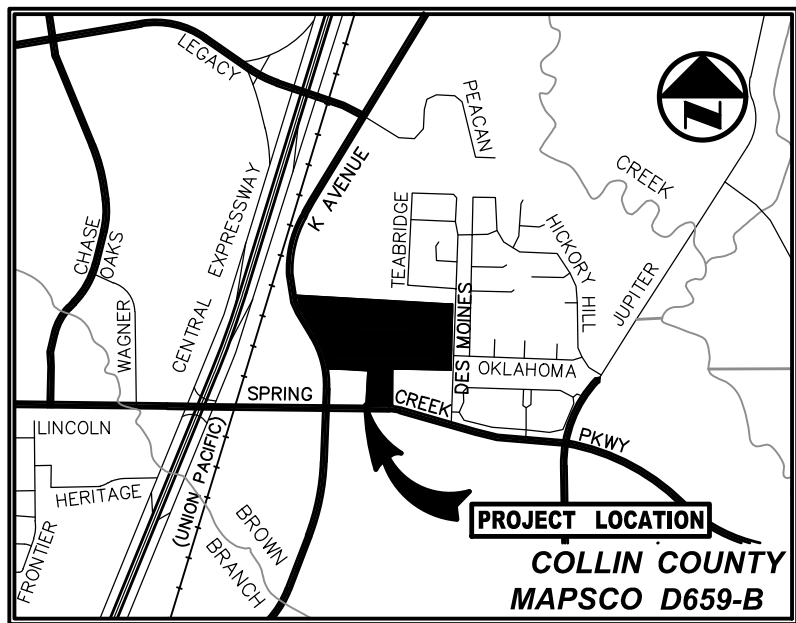 LEGACY
PEACAN
N
K AVENUE
CREEK
CHASE
OAKS
CENTRAL EXPRESSWAY
TEABRIDGE
HICKORY
HILL
JUPITER
WAGNER
DES MOINES
OKLAHOMA
SPRING CREEK PKWY
LINCOLN
HERITAGE
(UNION PACIFIC)
FRONTIER
BROWN
BRANCH
PROJECT LOCATION
COLLIN COUNTY
MAPSCO D659-B